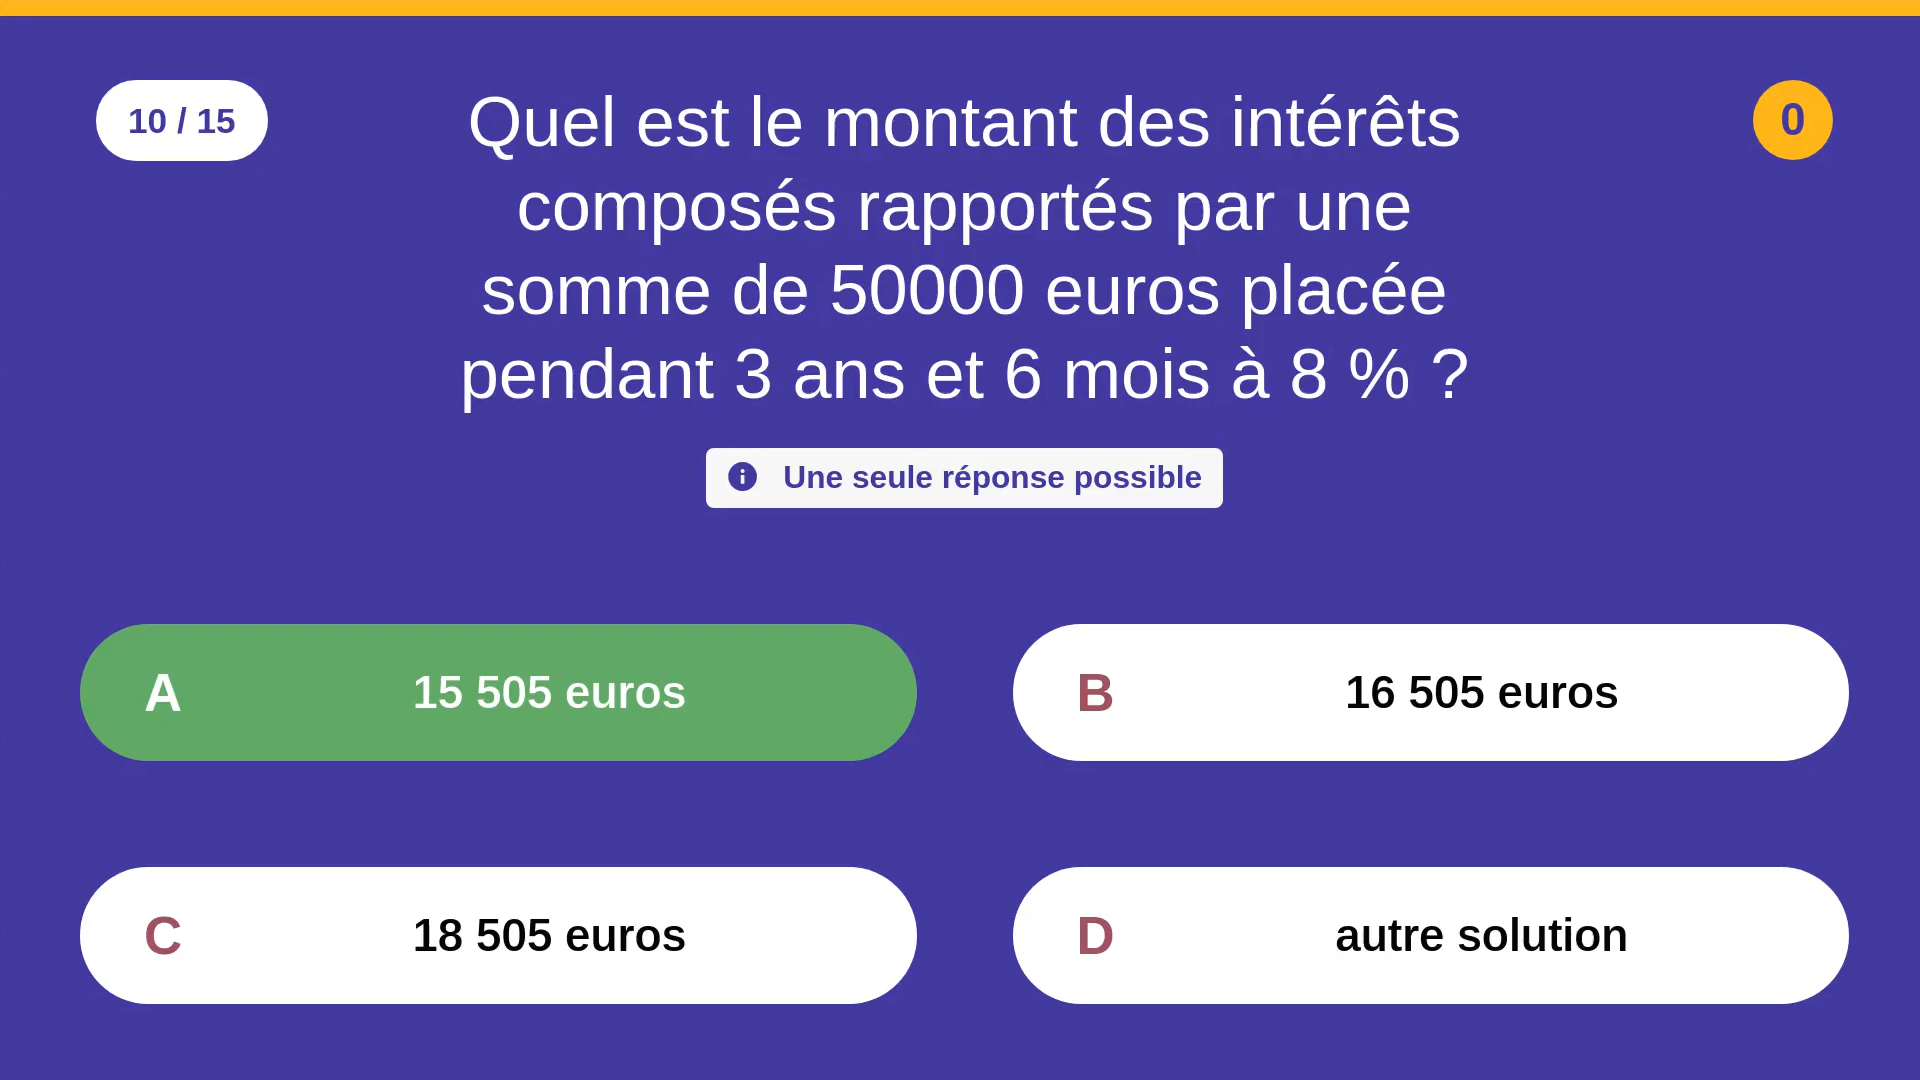 10 / 15
Quel est le montant des intérêts
composés rapportés par une
somme de 50000 euros placée
pendant 3 ans et 6 mois à 8 % ?
0
Une seule réponse possible
A 15 505 euros
B 16 505 euros
C 18 505 euros
D autre solution